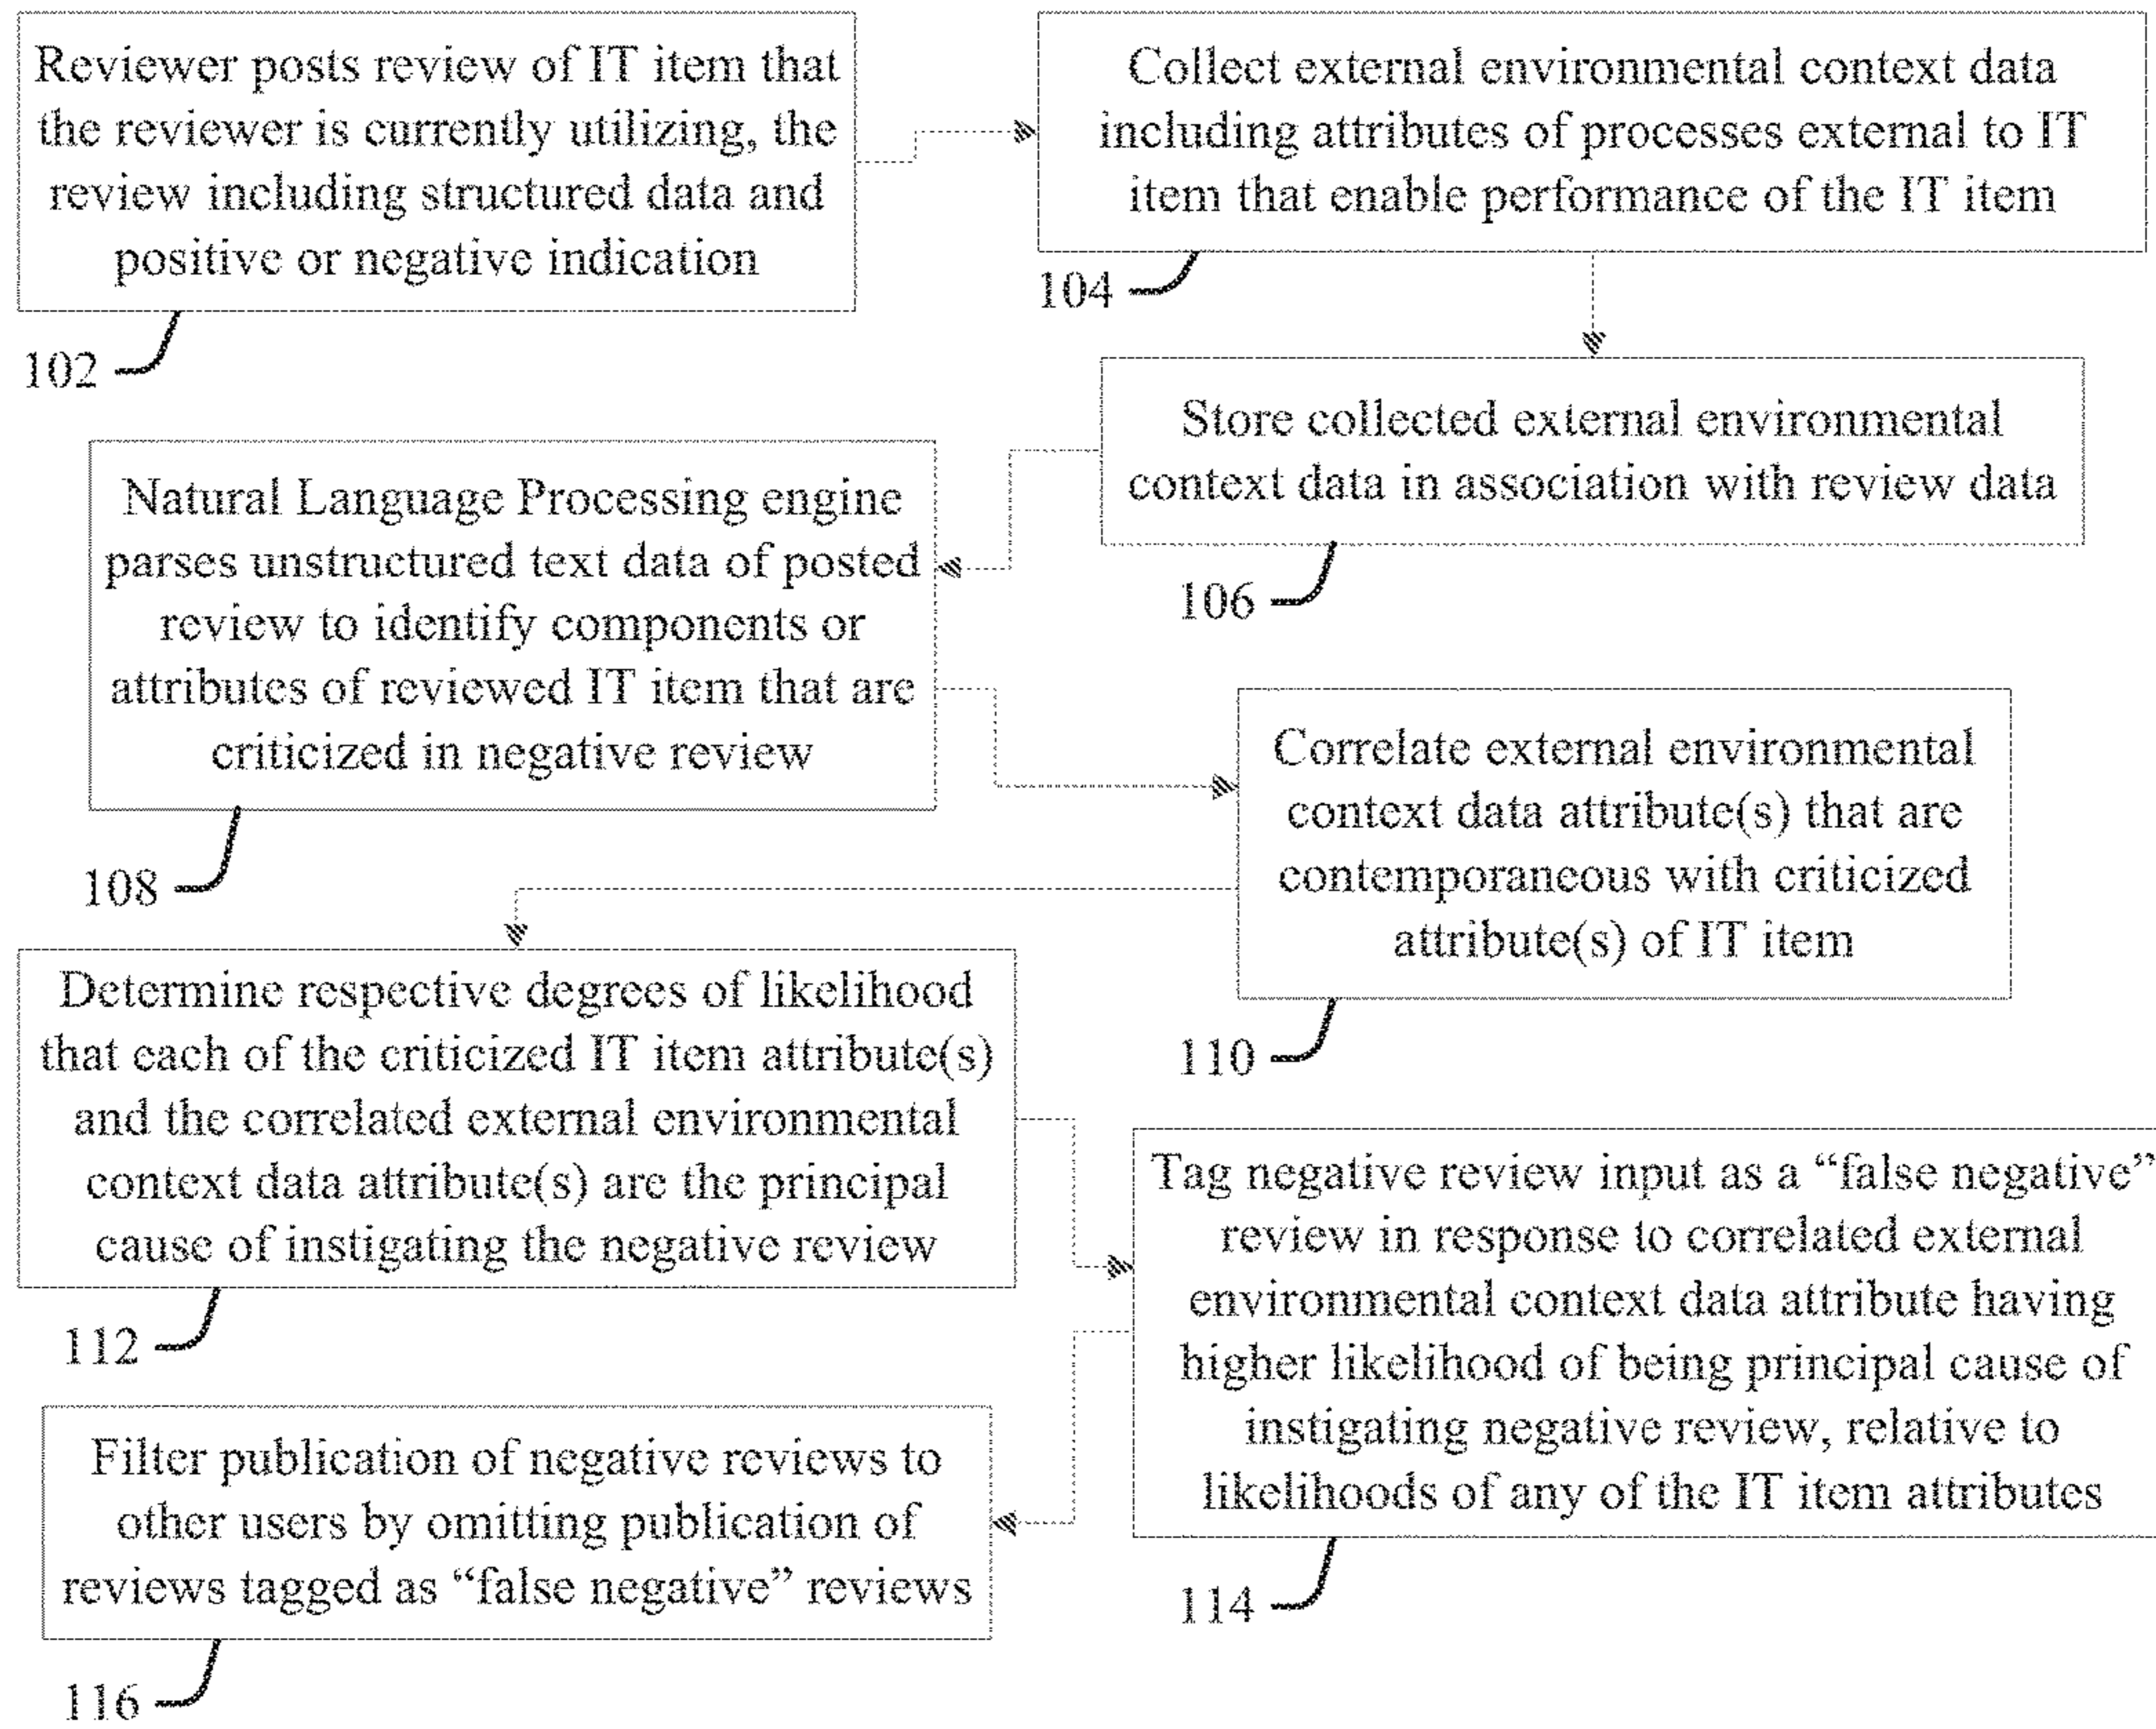 Reviewer posts review of IT item that
the reviewer is currently utilizing, the
review including structured data and
positive or negative indication
102
Collect external environmental context data
including attributes of processes external to IT
item that enable performance of the IT item
104
Store collected external environmental
context data in association with review data
106
Natural Language Processing engine
parses unstructured text data of posted
review to identify components or
attributes of reviewed IT item that are
criticized in negative review
108
Correlate external environmental
context data attribute(s) that are
contemporaneous with criticized
attribute(s) of IT item
110
Determine respective degrees of likelihood
that each of the criticized IT item attribute(s)
and the correlated external environmental
context data attribute(s) are the principal
cause of instigating the negative review
112
Tag negative review input as a “false negative”
review in response to correlated external
environmental context data attribute having
higher likelihood of being principal cause of
instigating negative review, relative to
likelihoods of any of the IT item attributes
114
Filter publication of negative reviews to
other users by omitting publication of
reviews tagged as “false negative” reviews
116